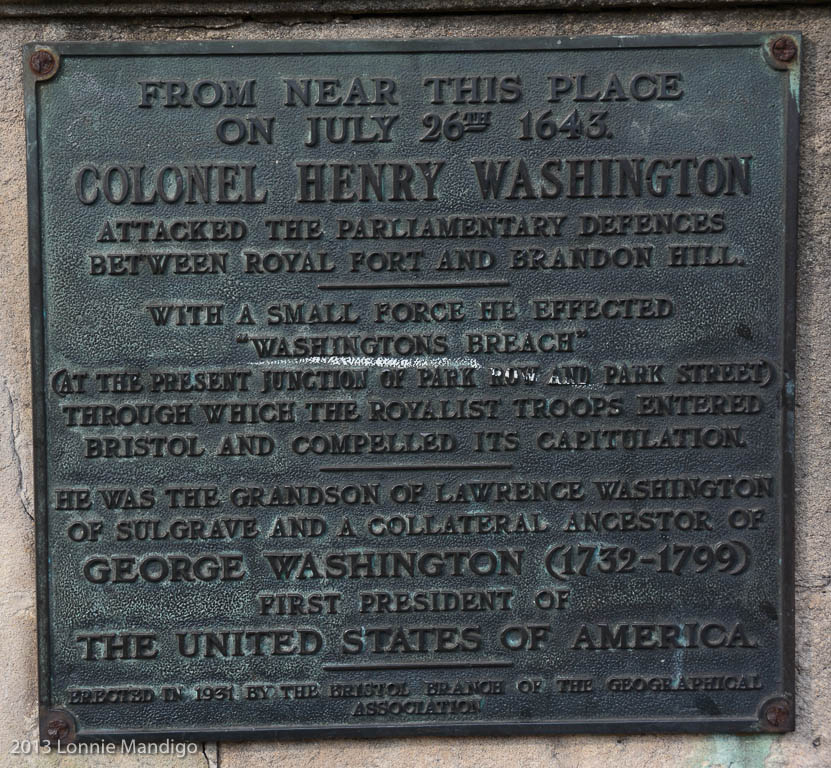 FROM NEAR THIS PLACE
ON JULY 26TH 1643.
COLONEL HENRY WASHINGTON
ATTACKED THE PARLIAMENTARY DEFENCES
BETWEEN ROYAL FORT AND BRANDON HILL.
WITH A SMALL FORCE HE EFFECTED
"WASHINGTONS BREACH"
(AT THE PRESENT JUNCTION OF PARK ROW AND PARK STREET)
THROUGH WHICH THE ROYALIST TROOPS ENTERED
BRISTOL AND COMPELLED ITS CAPITULATION.
HE WAS THE GRANDSON OF LAWRENCE WASHINGTON
OF SULGRAVE AND A COLLATERAL ANCESTOR OF
GEORGE WASHINGTON (1732-1799)
FIRST PRESIDENT OF
THE UNITED STATES OF AMERICA.
ERECTED IN 1931 BY THE BRISTOL BRANCH OF THE GEOGRAPHICAL
ASSOCIATION
2013 Lonnie Mandigo